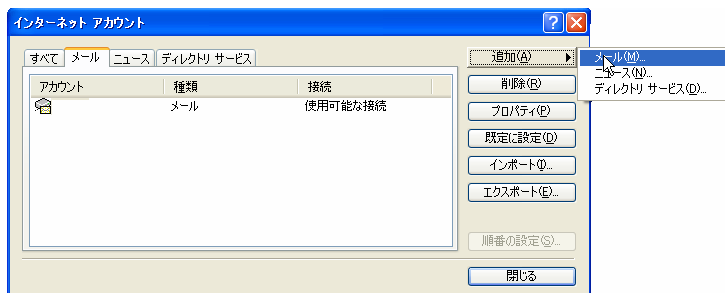 インターネット アカウント
すべて メール ニュース ディレクトリ サービス
追加(A)
メール(M)...
ニュース(N)...
ディレクトリ サービス(D)...
アカウント 種類 接続
メール 使用可能な接続
削除(R)
プロパティ(P)
既定に設定(D)
インポート(I)...
エクスポート(E)...
順番の設定(S)...
閉じる